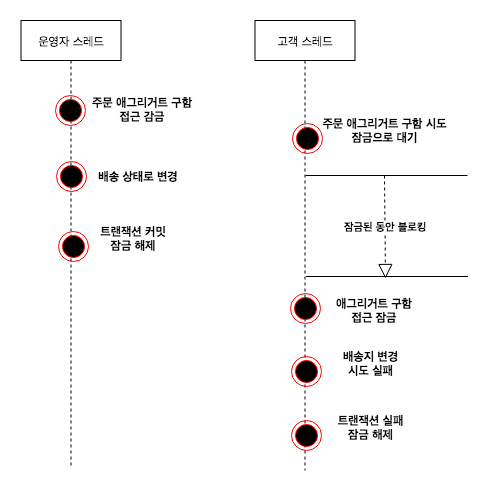 운영자 스레드
고객 스레드
주문 애그리거트 구함
접근 감금
배송 상태로 변경
트랜잭션 커밋
잠금 해제
주문 애그리거트 구함 시도
잠금으로 대기
잠금된 동안 블로킹
애그리거트 구함
접근 잠금
배송지 변경
시도 실패
트랜잭션 실패
잠금 해제